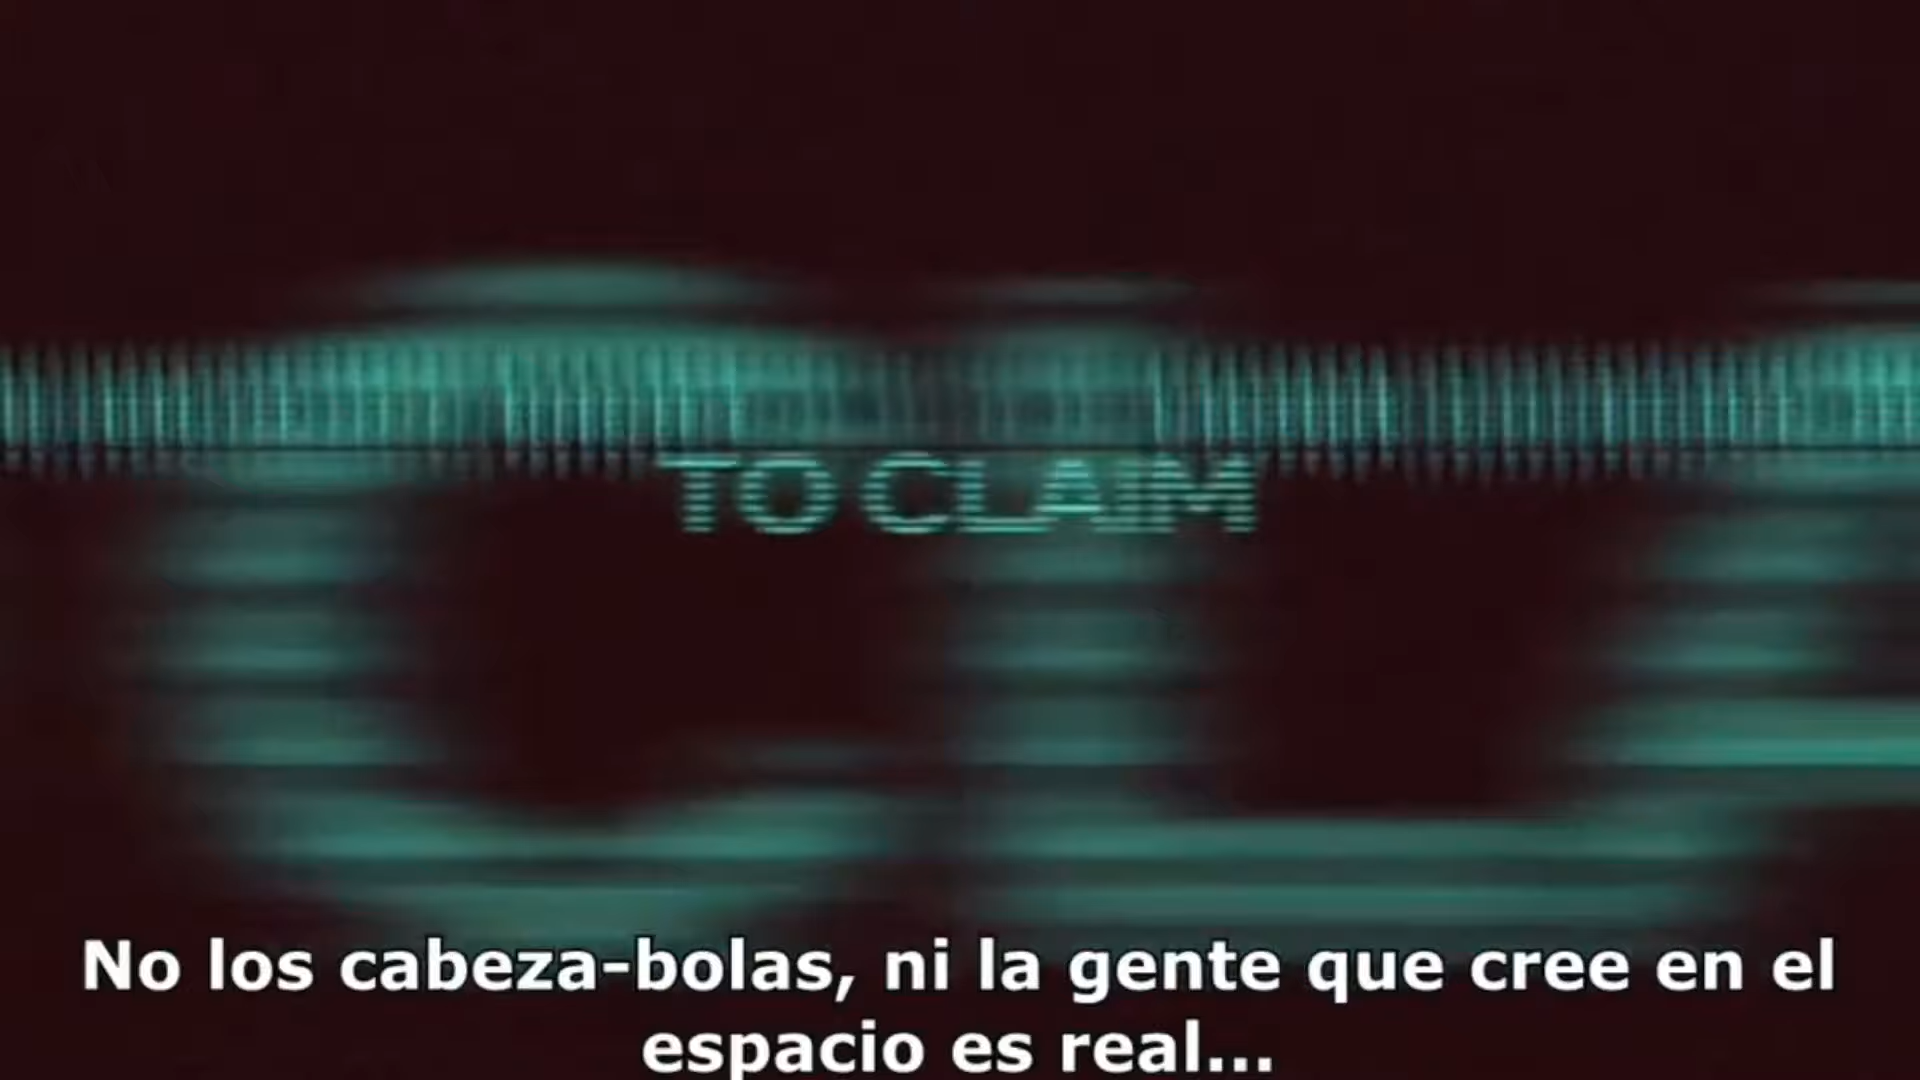 TO CLAIM
No los cabeza-bolas, ni la gente que cree en el
espacio es real...